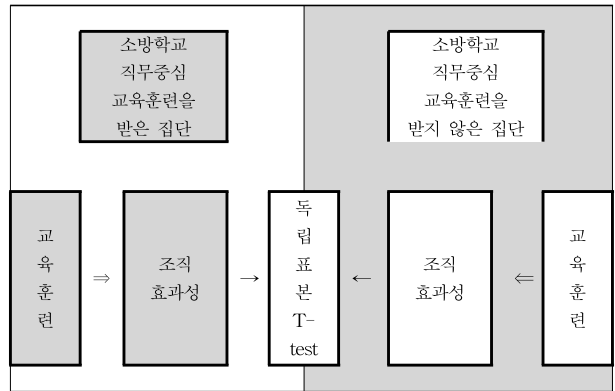 소방학교
직무중심
교육훈련을
받은 집단
소방학교
직무중심
교육훈련을
받지 않은 집단
교
육
훈
련
⇒
조직
효과성
→
독
립
표
본
T-
test
←
조직
효과성
⇐
교
육
훈
련